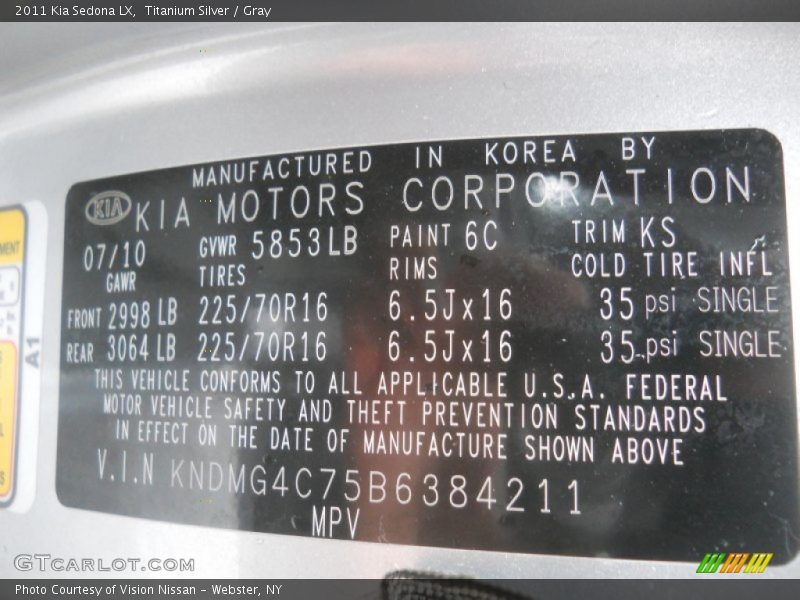 2011 Kia Sedona LX, Titanium Silver / Gray
MANUFACTURED IN KOREA BY
KIA KIA MOTORS CORPORATION
07/10 GVWR 5853LB PAINT 6C TRIM KS
GAWR TIRES RIMS COLD TIRE INFL
FRONT 2998 LB 225/70R16 6.5Jx16 35 psi SINGLE
REAR 3064 LB 225/70R16 6.5Jx16 35 psi SINGLE
THIS VEHICLE CONFORMS TO ALL APPLICABLE U.S.A. FEDERAL
MOTOR VEHICLE SAFETY AND THEFT PREVENTION STANDARDS
IN EFFECT ON THE DATE OF MANUFACTURE SHOWN ABOVE
V.I.N KNDMG4C75B6384211
MPV
A1
GTCARLOT.COM
Photo Courtesy of Vision Nissan - Webster, NY